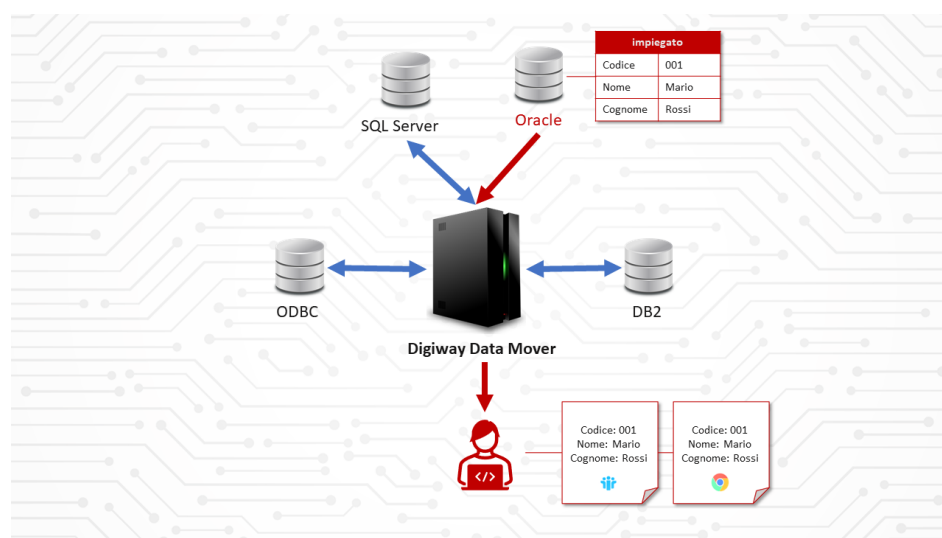 impiegato
Codice 001
Nome Mario
Cognome Rossi
SQL Server
Oracle
ODBC
DB2
Digiway Data Mover
Codice: 001
Nome: Mario
Cognome: Rossi
Codice: 001
Nome: Mario
Cognome: Rossi
</>